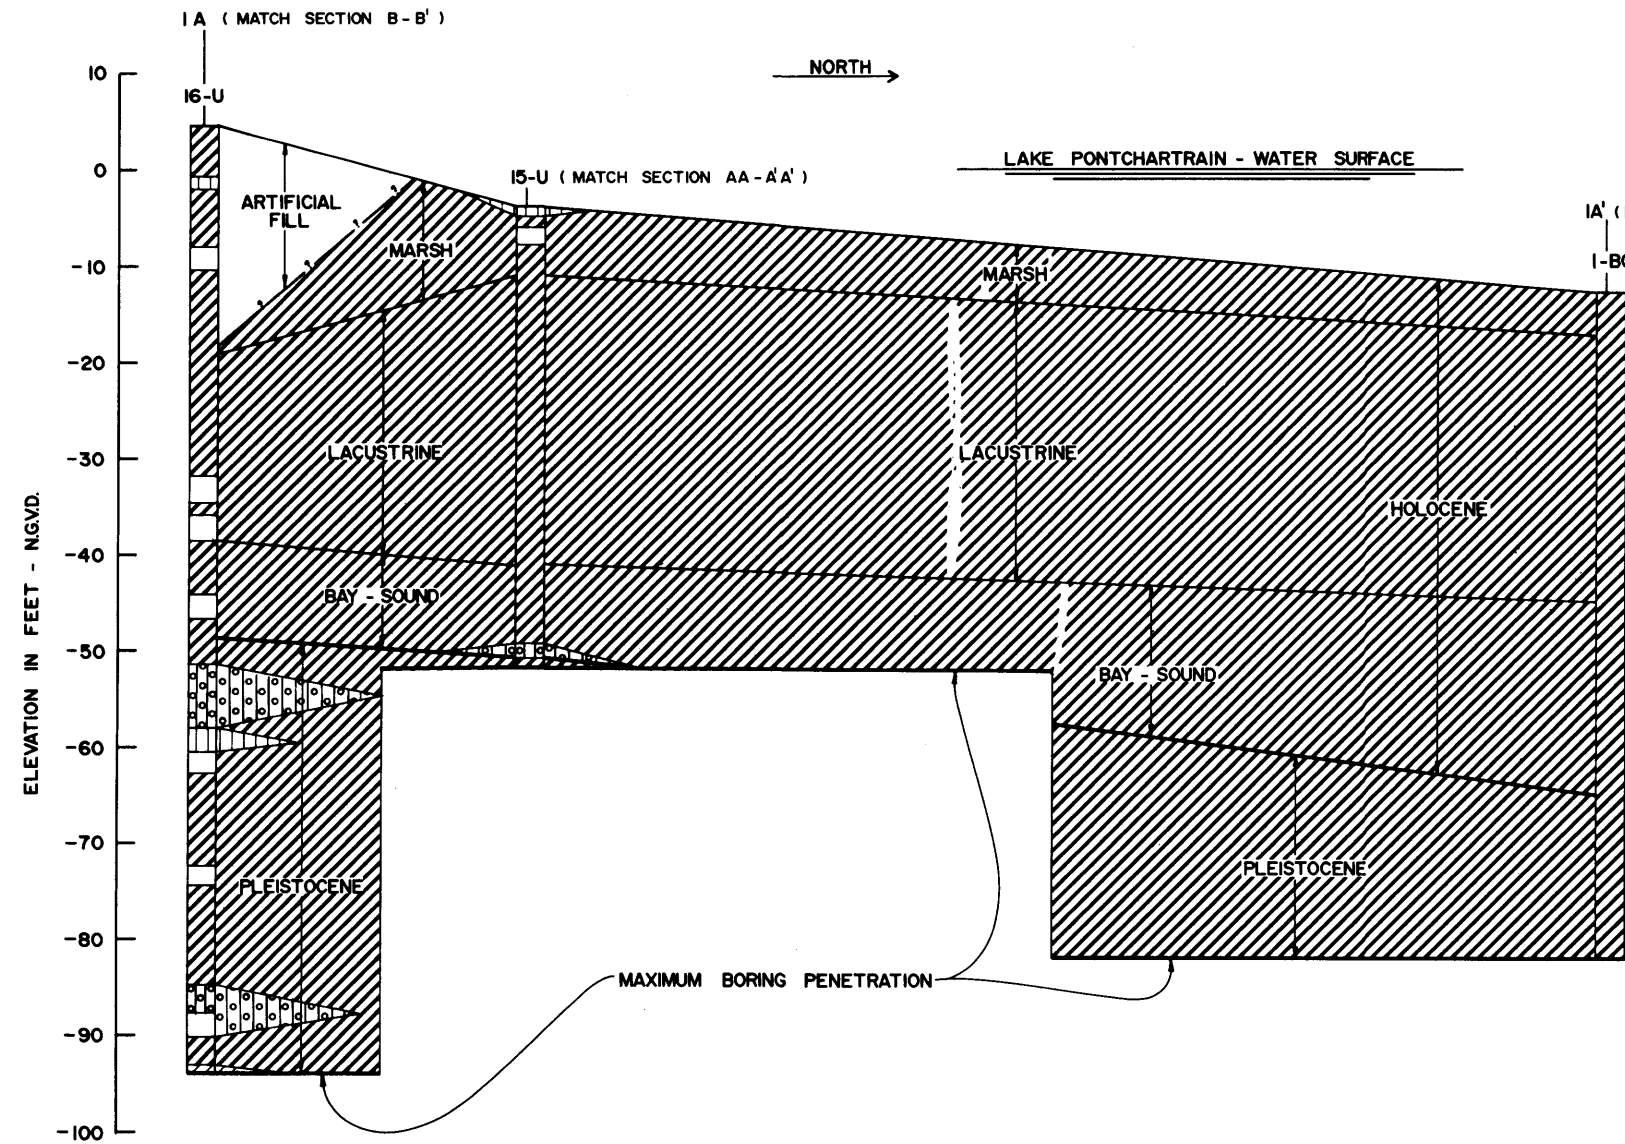 1A ( MATCH SECTION B-B' )
10
NORTH
16-U
LAKE PONTCHARTRAIN - WATER SURFACE
0
15-U ( MATCH SECTION AA-A'A' )
ARTIFICIAL
FILL
1A' (
MARSH
-10
MARSH
-20
LACUSTRINE
LACUSTRINE
-30
HOLOCENE
-40
BAY - SOUND
-50
BAY - SOUND
ELEVATION IN FEET - N.G.V.D.
-60
-70
PLEISTOCENE
PLEISTOCENE
-80
MAXIMUM BORING PENETRATION
-90
-100